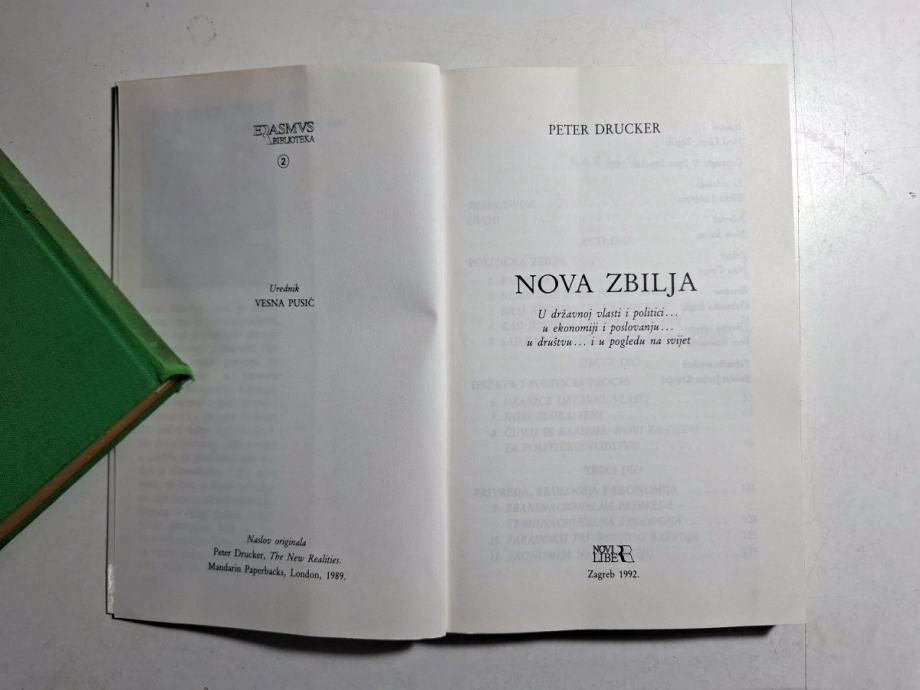 ERASMVS
BIBLIOTEKA
2
Urednik
VESNA PUSIĆ
Naslov originala
Peter Drucker, The New Realities.
Mandarin Paperbacks, London, 1989.
PETER DRUCKER
NOVA ZBILJA
U državnoj vlasti i politici...
u ekonomiji i poslovanju...
u društvu... i u pogledu na svijet
NOVI
LIBER
Zagreb 1992.